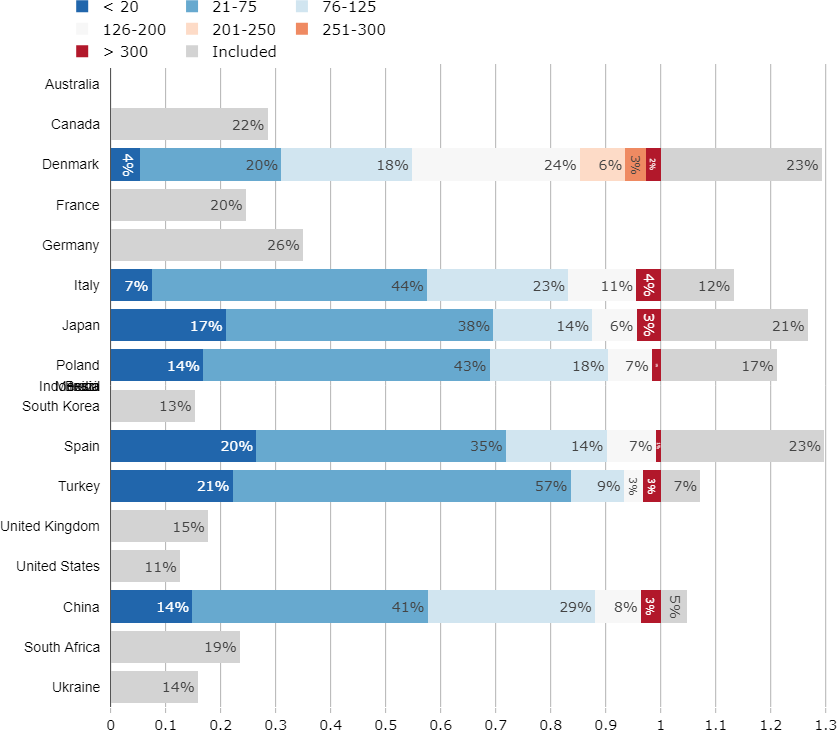 < 20 21-75 76-125
126-200 201-250 251-300
> 300 Included
Australia
Canada 22%
Denmark 4% 20% 18% 24% 6% 3% 2% 23%
France 20%
Germany 26%
Italy 7% 44% 23% 11% 4% 12%
Japan 17% 38% 14% 6% 3% 21%
Poland 14% 43% 18% 7% 17%
South Korea 13%
Spain 20% 35% 14% 7% 23%
Turkey 21% 57% 9% 3% 3% 7%
United Kingdom 15%
United States 11%
China 14% 41% 29% 8% 3% 5%
South Africa 19%
Ukraine 14%
0 0.1 0.2 0.3 0.4 0.5 0.6 0.7 0.8 0.9 1 1.1 1.2 1.3